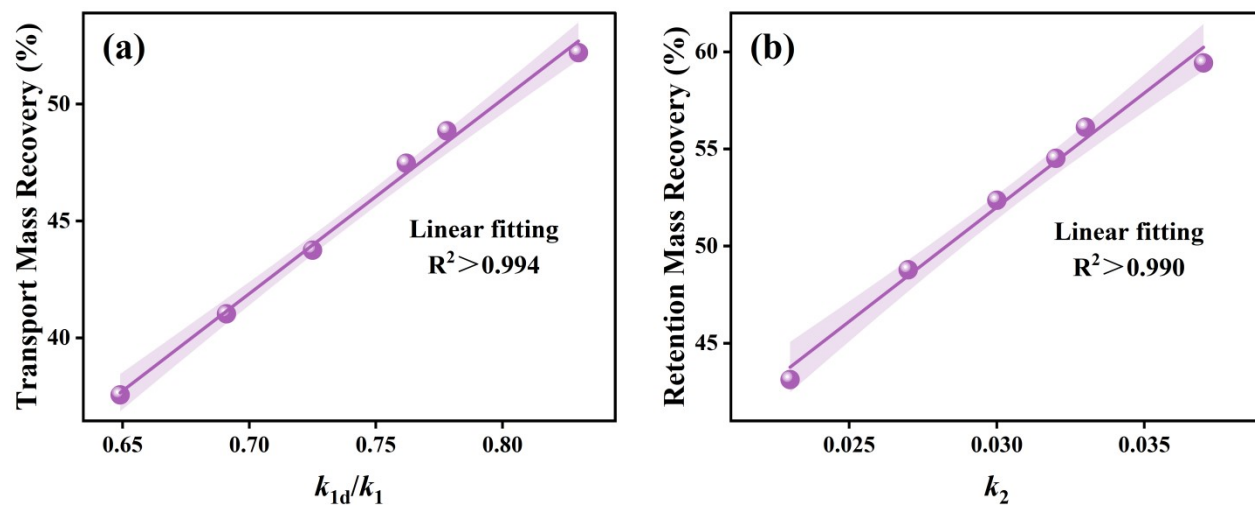 (a)
Transport Mass Recovery (%)
50
45
40
Linear fitting
R²>0.994
0.65 0.70 0.75 0.80
k₁d/k₁
(b)
Retention Mass Recovery (%)
60
55
50
45
Linear fitting
R²>0.990
0.025 0.030 0.035
k₂